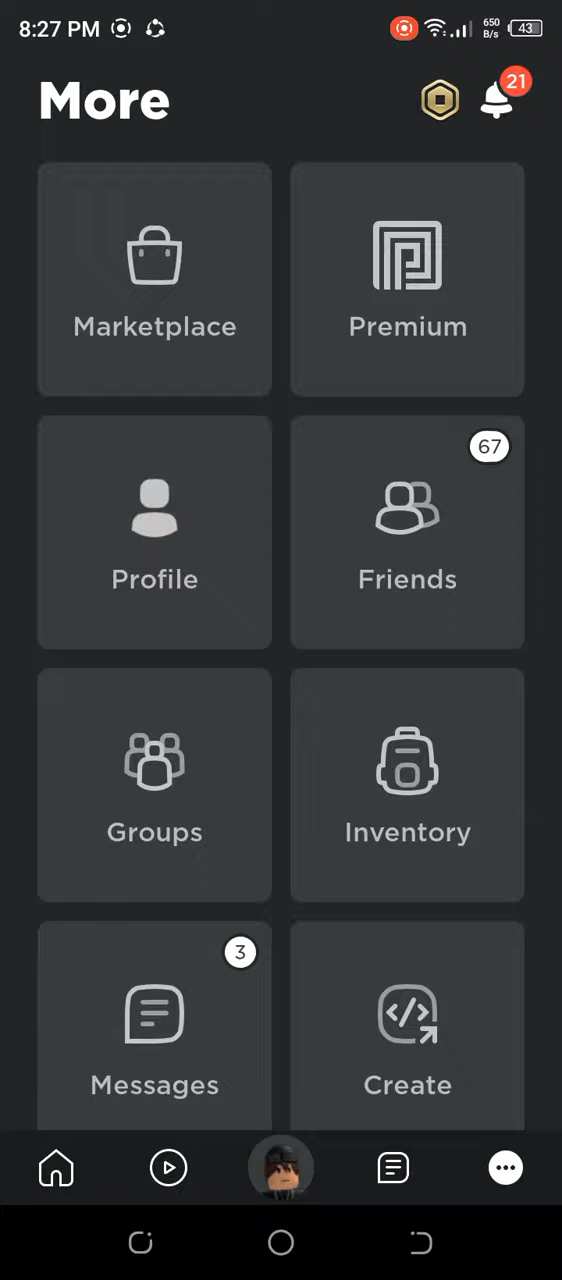 8:27 PM 650 B/s 43
More 21
Marketplace Premium
67
Profile Friends
Groups Inventory
3
Messages Create